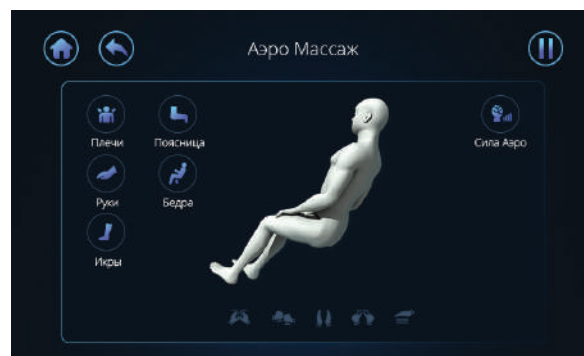 Аэро Массаж
Плечи
Поясница
Сила Аэро
Руки
Бедра
Икры